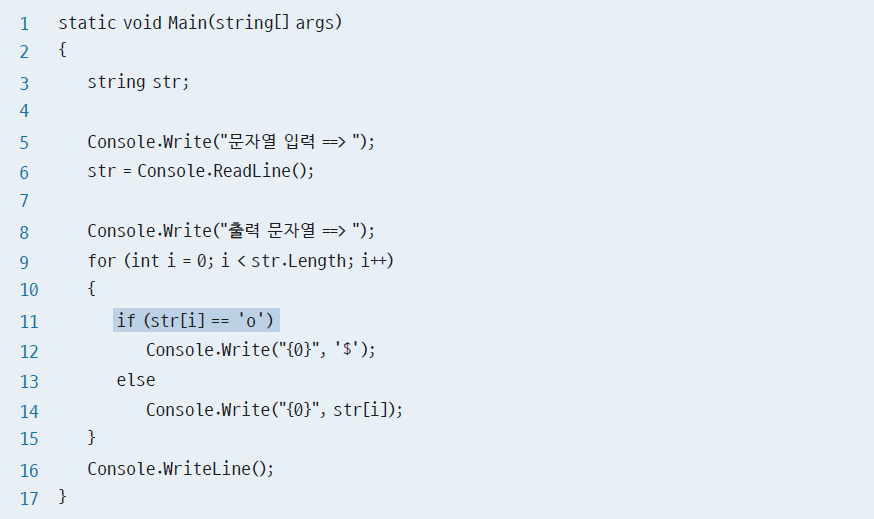 1 static void Main(string[] args)
2 {
3 string str;
4
5 Console.Write("문자열 입력 ==> ");
6 str = Console.ReadLine();
7
8 Console.Write("출력 문자열 ==> ");
9 for (int i = 0; i < str.Length; i++)
10 {
11 if (str[i] == 'o')
12 Console.Write("{0}", '$');
13 else
14 Console.Write("{0}", str[i]);
15 }
16 Console.WriteLine();
17 }